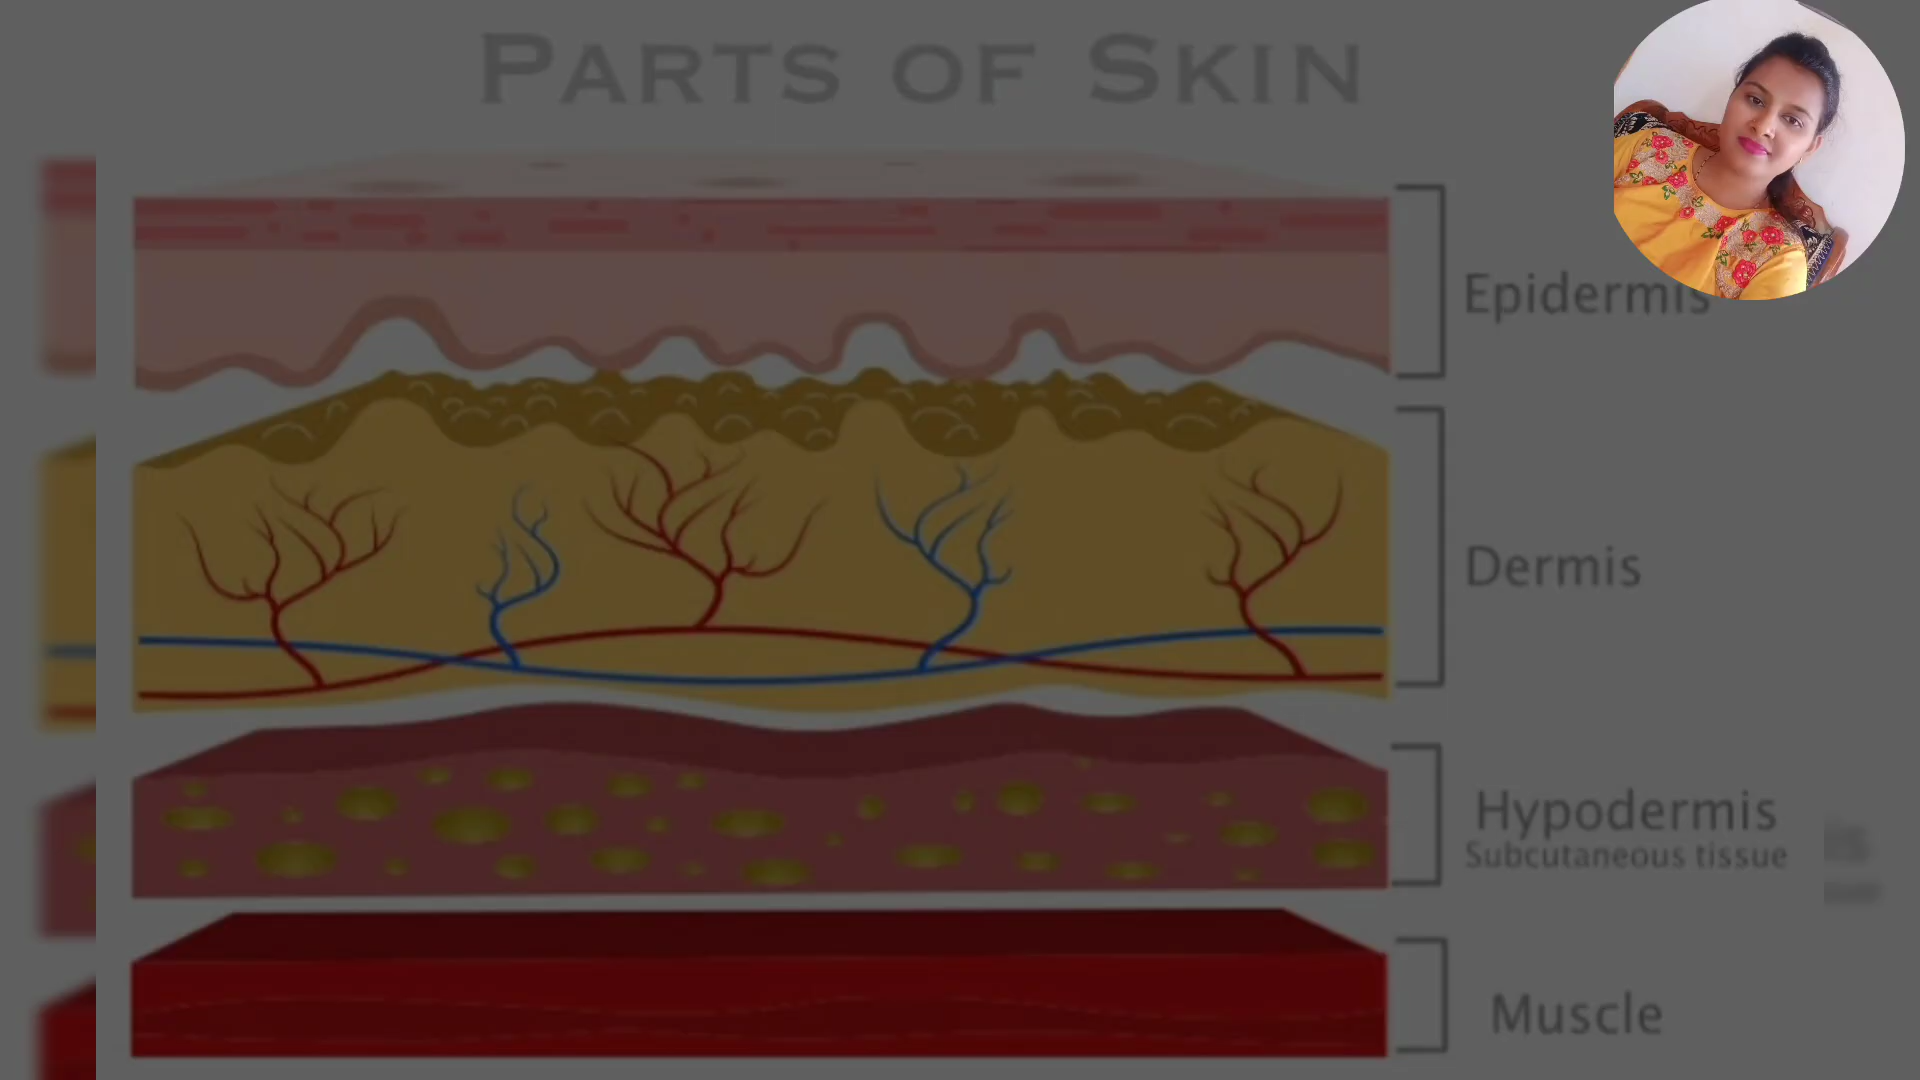 PARTS OF SKIN
Epidermis
Dermis
Hypodermis
Subcutaneous tissue
Muscle